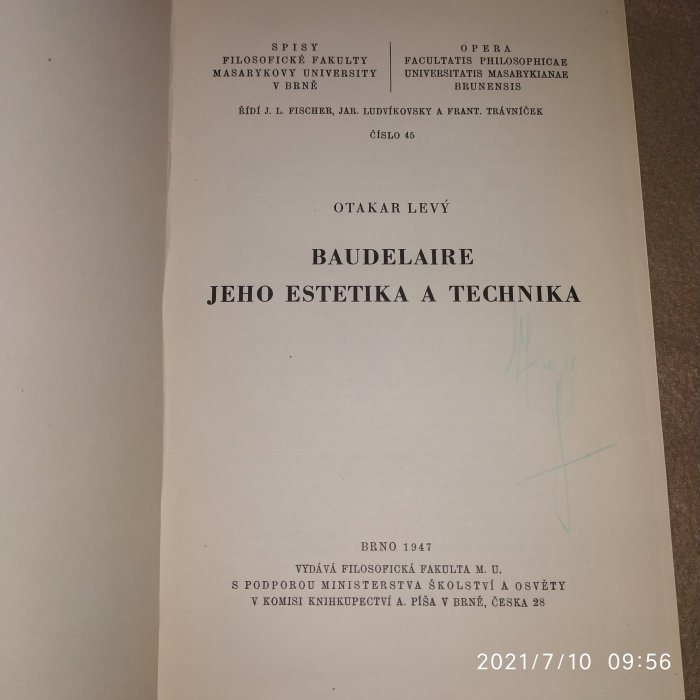 SPISY
FILOSOFICKÉ FAKULTY
MASARYKOVY UNIVERSITY
V BRNĚ
OPERA
FACULTATIS PHILOSOPHICAE
UNIVERSITATIS MASARYKIANAE
BRUNENSIS
ŘÍDÍ J. L. FISCHER, JAR. LUDVÍKOVSKY A FRANT. TRÁVNÍČEK
ČÍSLO 45
OTAKAR LEVÝ
BAUDELAIRE
JEHO ESTETIKA A TECHNIKA
BRNO 1947
VYDÁVÁ FILOSOFICKÁ FAKULTA M. U.
S PODPOROU MINISTERSTVA ŠKOLSTVÍ A OSVĚTY
V KOMISI KNIHKUPECTVÍ A. PÍŠA V BRNĚ, ČESKA 28
2021/7/10 09:56